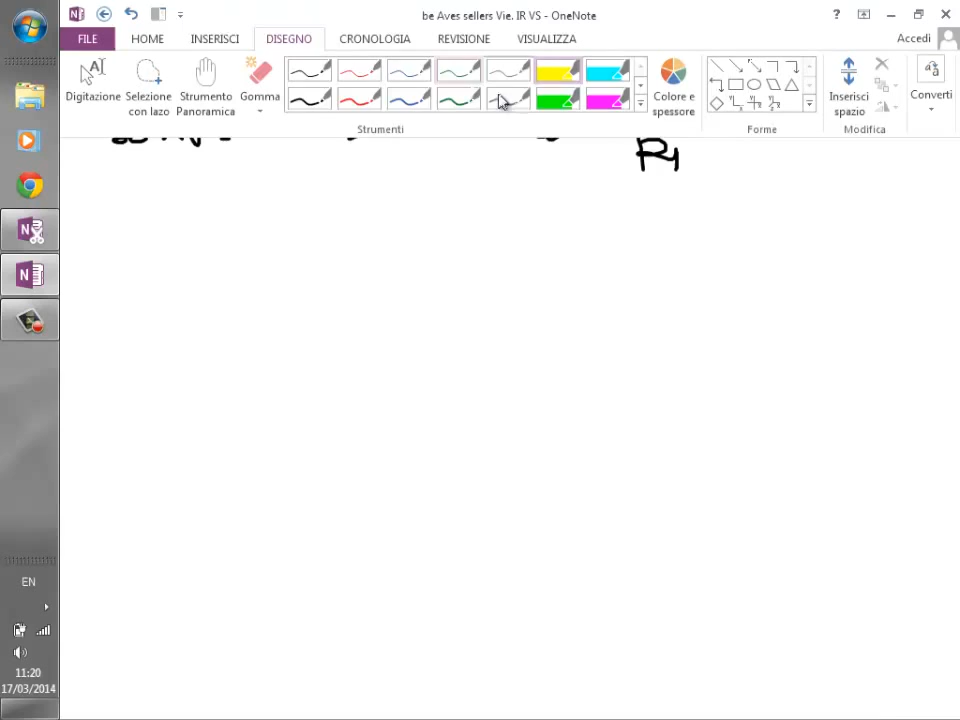 be Aves sellers Vie. IR VS - OneNote
?
FILE HOME INSERISCI DISEGNO CRONOLOGIA REVISIONE VISUALIZZA Accedi
Digitazione
Selezione con lazo
Strumento Panoramica
Gomma
Colore e spessore
Inserisci spazio
Converti
Strumenti Forme Modifica
R1
EN
11:20
17/03/2014